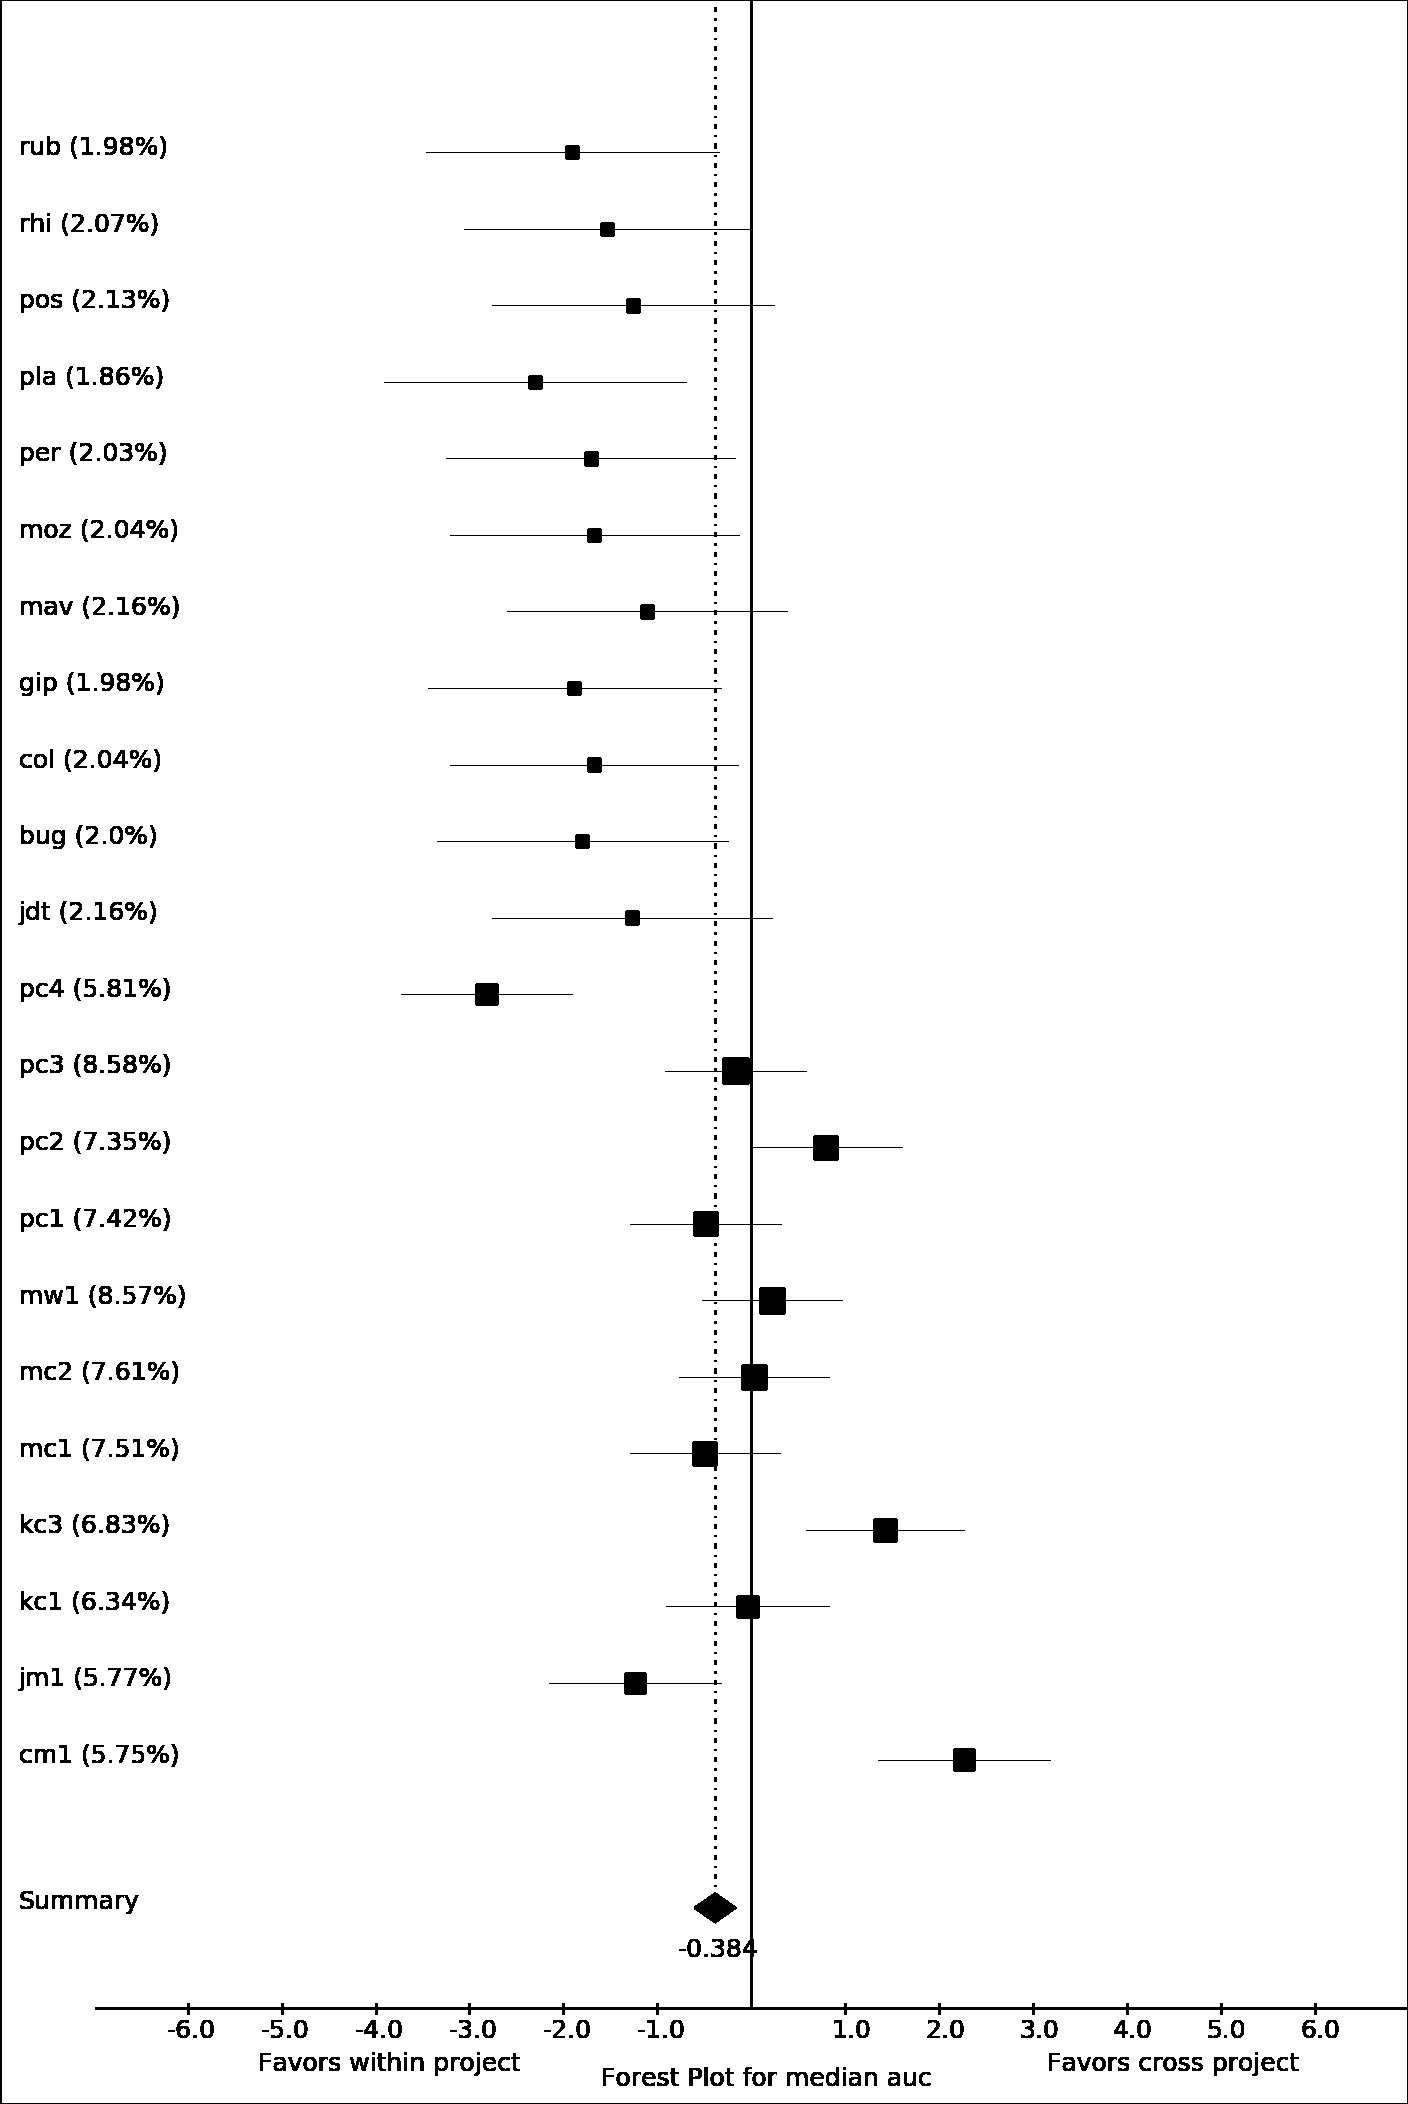 rub (1.98%)
rhi (2.07%)
pos (2.13%)
pla (1.86%)
per (2.03%)
moz (2.04%)
mav (2.16%)
gip (1.98%)
col (2.04%)
bug (2.0%)
jdt (2.16%)
pc4 (5.81%)
pc3 (8.58%)
pc2 (7.35%)
pc1 (7.42%)
mw1 (8.57%)
mc2 (7.61%)
mc1 (7.51%)
kc3 (6.83%)
kc1 (6.34%)
jm1 (5.77%)
cm1 (5.75%)
Summary
-0.384
-6.0 -5.0 -4.0 -3.0 -2.0 -1.0 1.0 2.0 3.0 4.0 5.0 6.0
Favors within project Favors cross project
Forest Plot for median auc